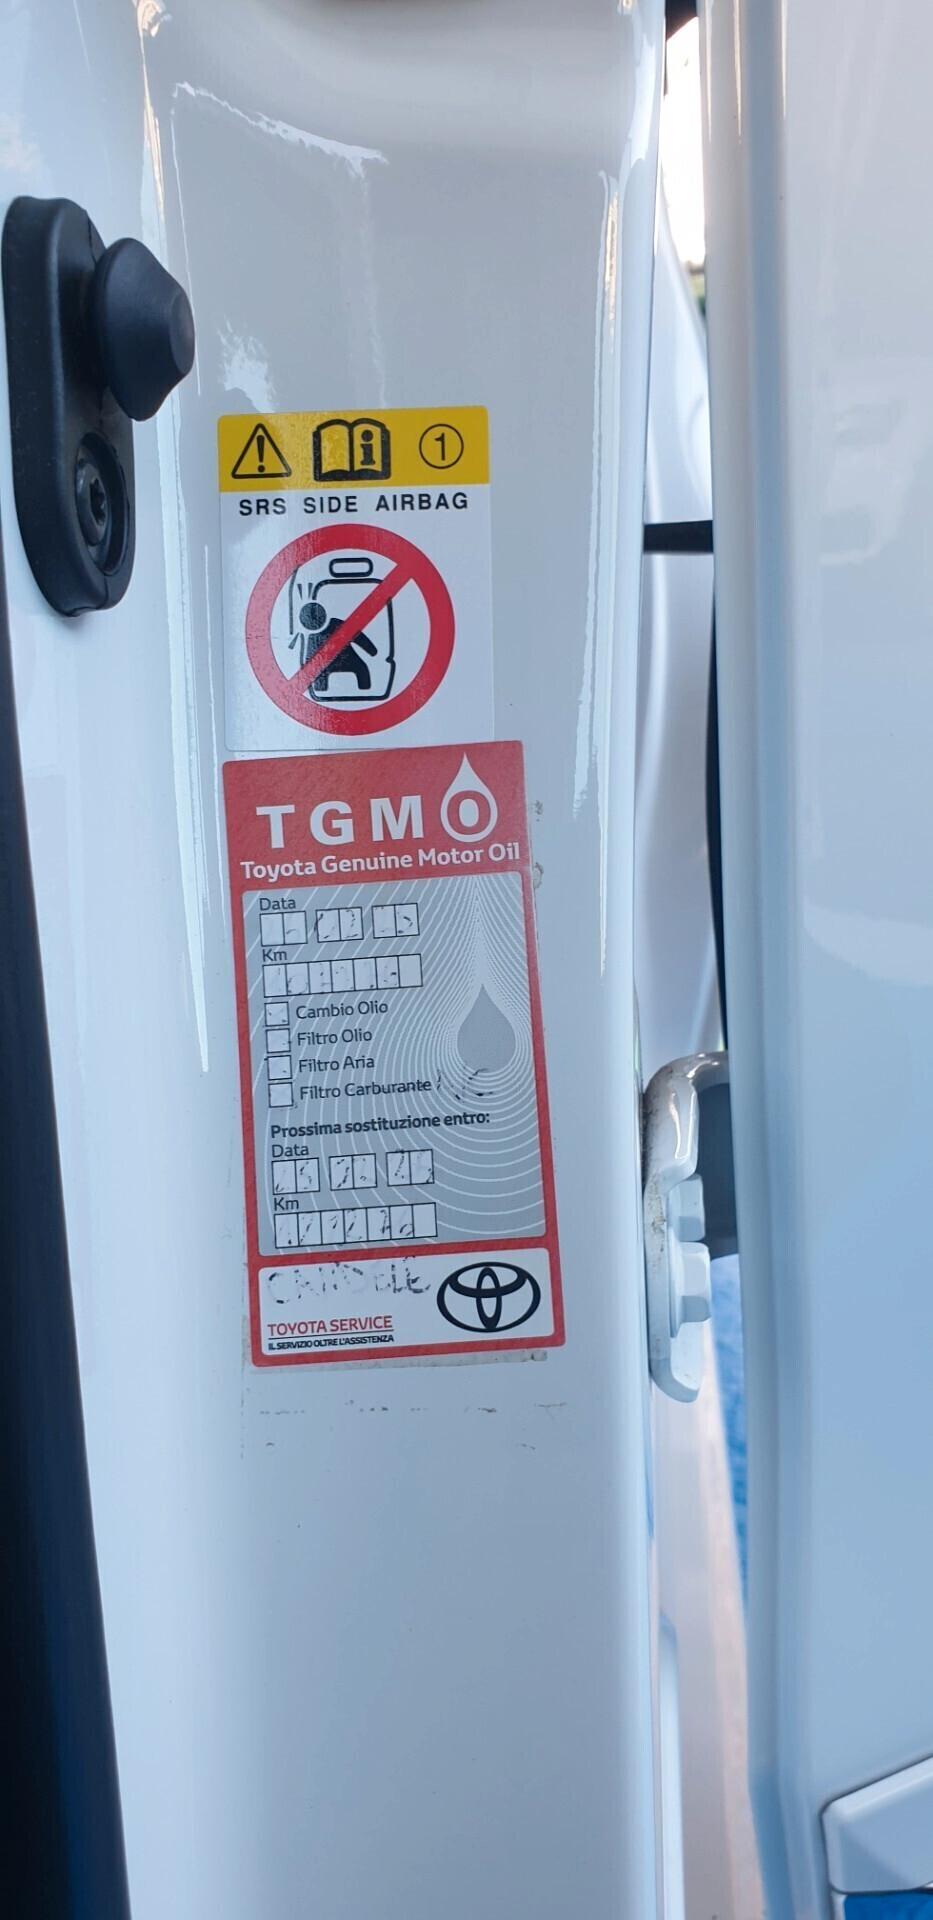 1
SRS SIDE AIRBAG
TGMO
Toyota Genuine Motor Oil
Data
Km
Cambio Olio
Filtro Olio
Filtro Aria
Filtro Carburante
Prossima sostituzione entro:
Data
Km
TOYOTA SERVICE
IL SERVIZIO OLTRE L'ASSISTENZA